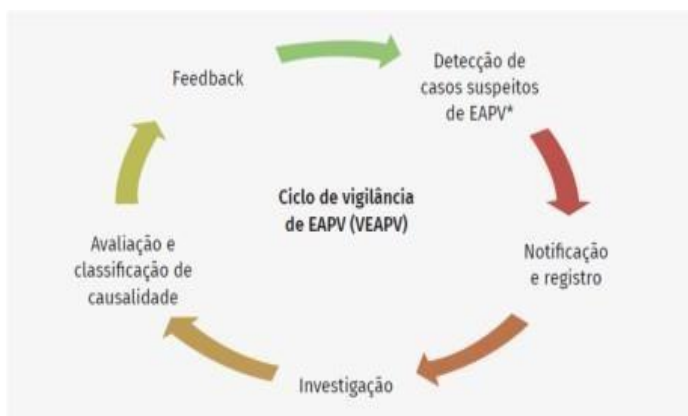 Feedback
Detecção de
casos suspeitos
de EAPV*
Ciclo de vigilância
de EAPV (VEAPV)
Notificação
e registro
Investigação
Avaliação e
classificação de
causalidade